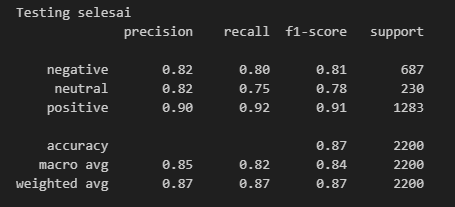 Testing selesai
precision recall f1-score support
negative 0.82 0.80 0.81 687
neutral 0.82 0.75 0.78 230
positive 0.90 0.92 0.91 1283
accuracy 0.87 2200
macro avg 0.85 0.82 0.84 2200
weighted avg 0.87 0.87 0.87 2200